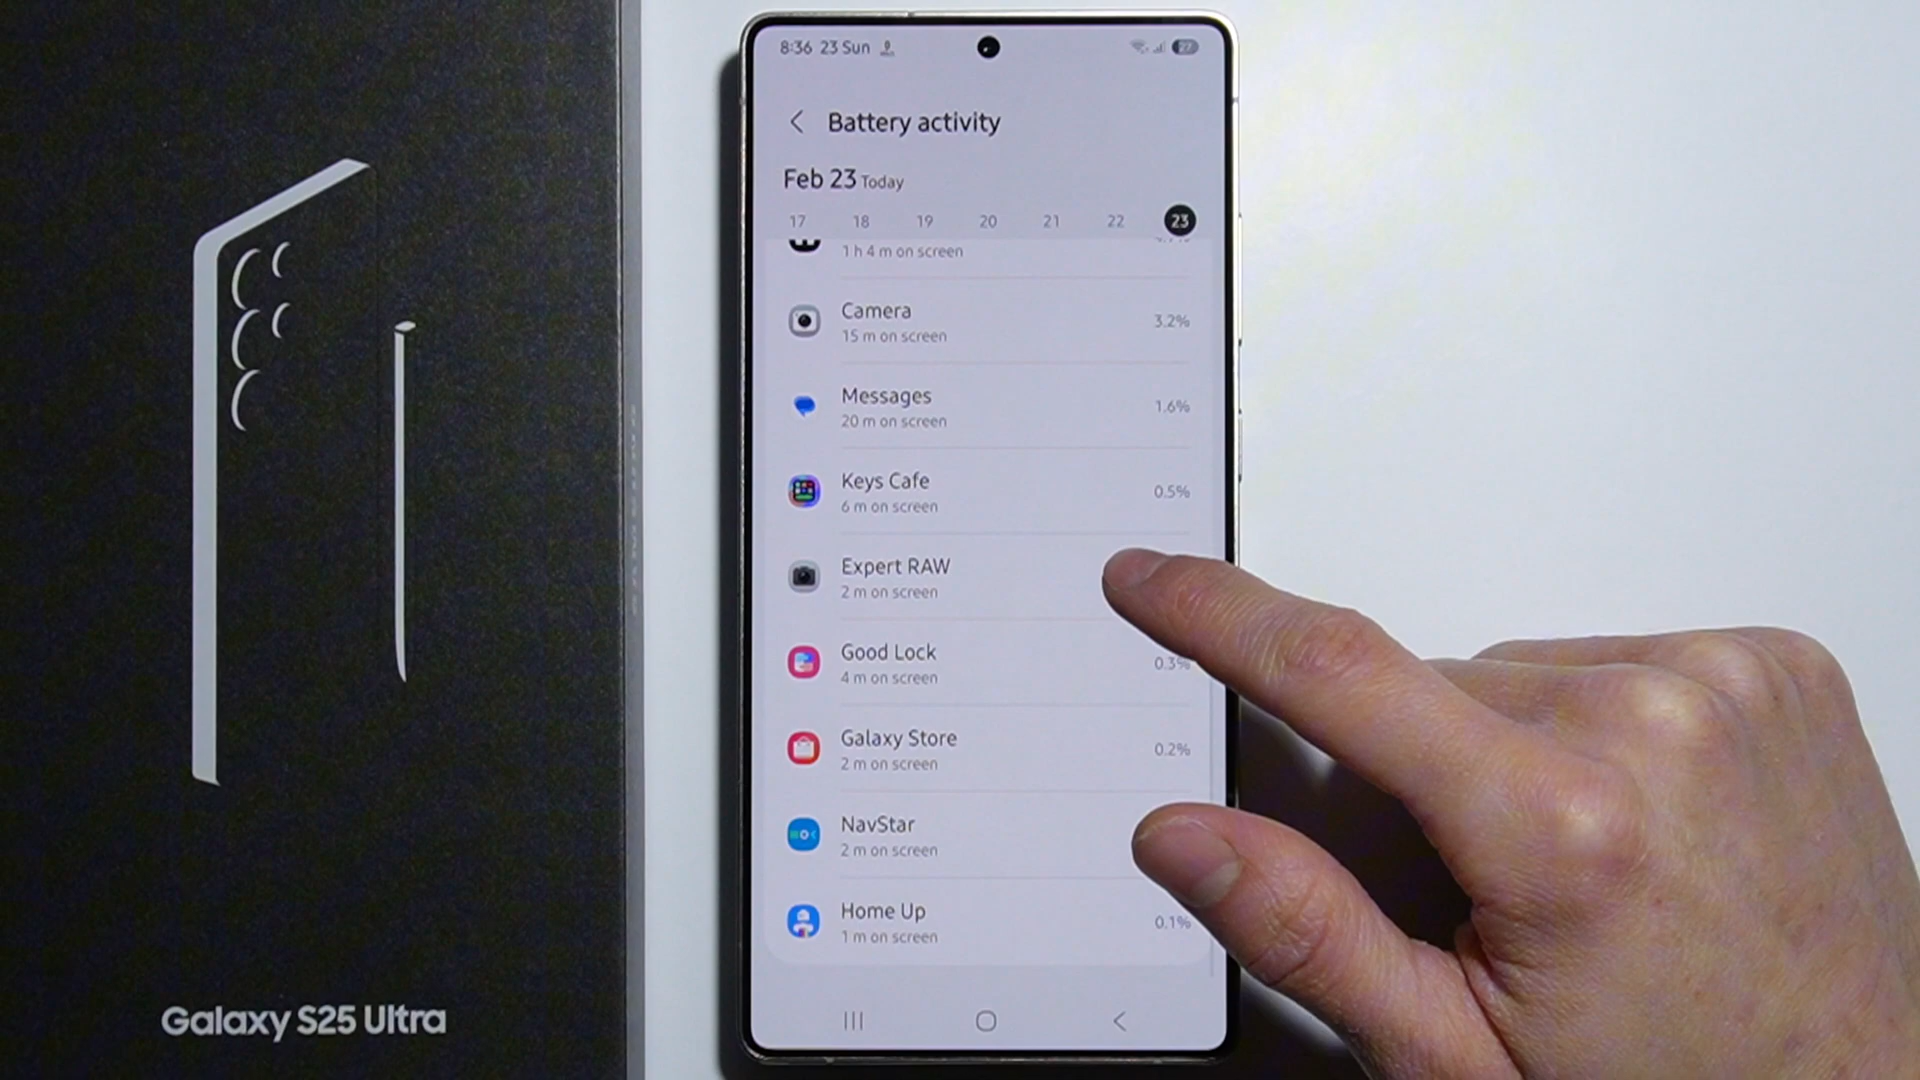 8:36 23 Sun
27
Battery activity
Feb 23 Today
17 18 19 20 21 22 23
1 h 4 m on screen
Camera
15 m on screen
3.2%
Messages
20 m on screen
1.6%
Keys Cafe
6 m on screen
0.5%
Expert RAW
2 m on screen
Good Lock
4 m on screen
0.3%
Galaxy Store
2 m on screen
0.2%
NavStar
2 m on screen
Home Up
1 m on screen
0.1%
Galaxy S25 Ultra